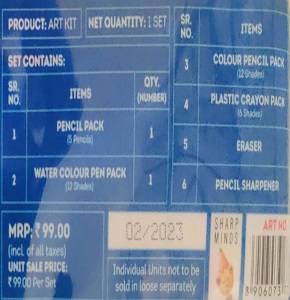 PRODUCT: ART KIT
NET QUANTITY: 1 SET
SET CONTAINS:
SR. NO. ITEMS QTY. (NUMBER)
1 PENCIL PACK (5 Pencils) 1
2 WATER COLOUR PEN PACK (12 Shades) 1
SR. NO. ITEMS
3 COLOUR PENCIL PACK (12 Shades)
4 PLASTIC CRAYON PACK (6 Shades)
5 ERASER
6 PENCIL SHARPENER
MRP: ₹ 99.00
(incl. of all taxes)
UNIT SALE PRICE:
₹ 99.00 Per Set
02/2023
Individual Units not to be
sold in loose separately
SHARP
MINDS
ART NO
8 906073